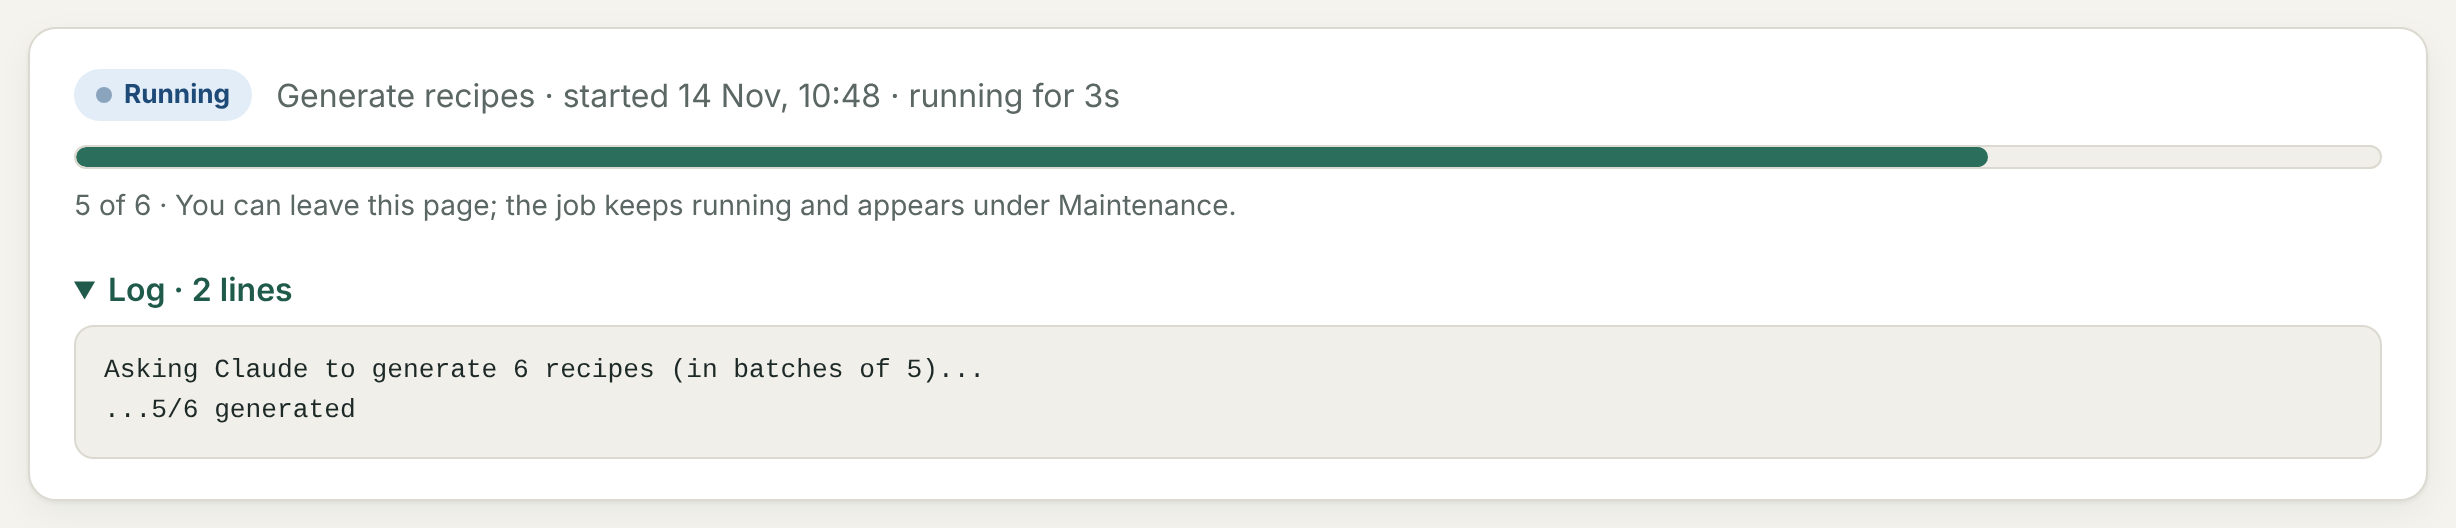 Running
Generate recipes · started 14 Nov, 10:48 · running for 3s
5 of 6 · You can leave this page; the job keeps running and appears under Maintenance.
▼ Log · 2 lines
Asking Claude to generate 6 recipes (in batches of 5)...
...5/6 generated